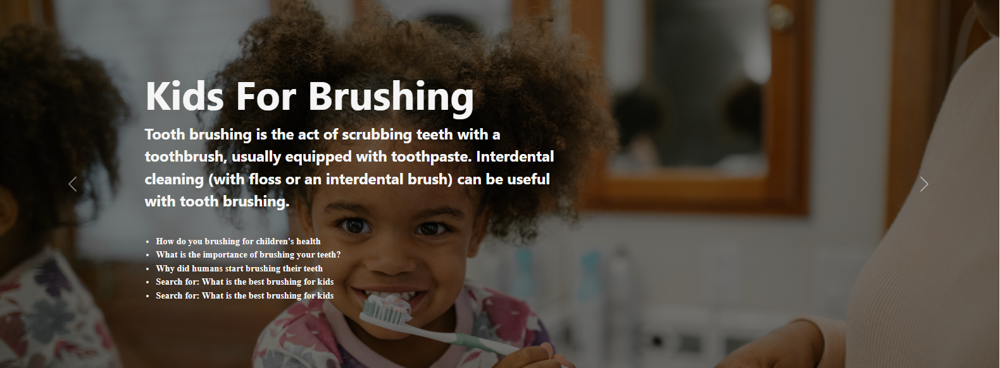 Kids For Brushing
Tooth brushing is the act of scrubbing teeth with a
toothbrush, usually equipped with toothpaste. Interdental
cleaning (with floss or an interdental brush) can be useful
with tooth brushing.
• How do you brushing for children's health
• What is the importance of brushing your teeth?
• Why did humans start brushing their teeth
• Search for: What is the best brushing for kids
• Search for: What is the best brushing for kids